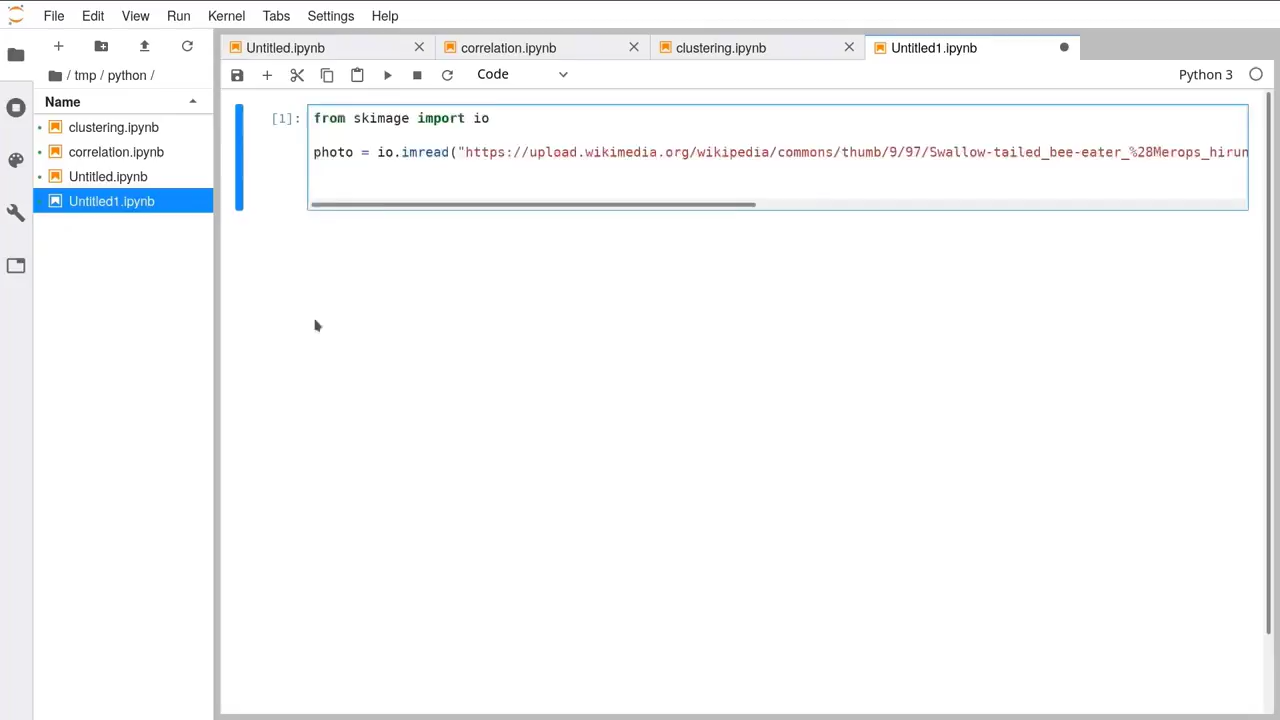 File Edit View Run Kernel Tabs Settings Help
Untitled.ipynb correlation.ipynb clustering.ipynb Untitled1.ipynb
/ tmp / python /
Code Python 3
Name
clustering.ipynb
correlation.ipynb
Untitled.ipynb
Untitled1.ipynb
[1]: from skimage import io
photo = io.imread("https://upload.wikimedia.org/wikipedia/commons/thumb/9/97/Swallow-tailed_bee-eater_%28Merops_hirun